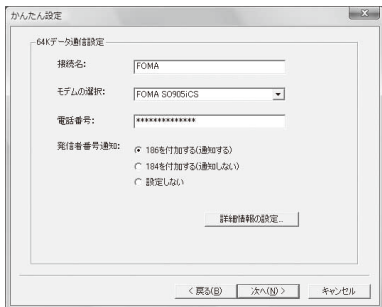 かんたん設定
64Kデータ通信設定
接続名: FOMA
モデムの選択: FOMA SO905iCS
電話番号: **************
発信者番号通知: 186を付加する(通知する)
184を付加する(通知しない)
設定しない
詳細情報の設定...
< 戻る(B) 次へ(N) > キャンセル